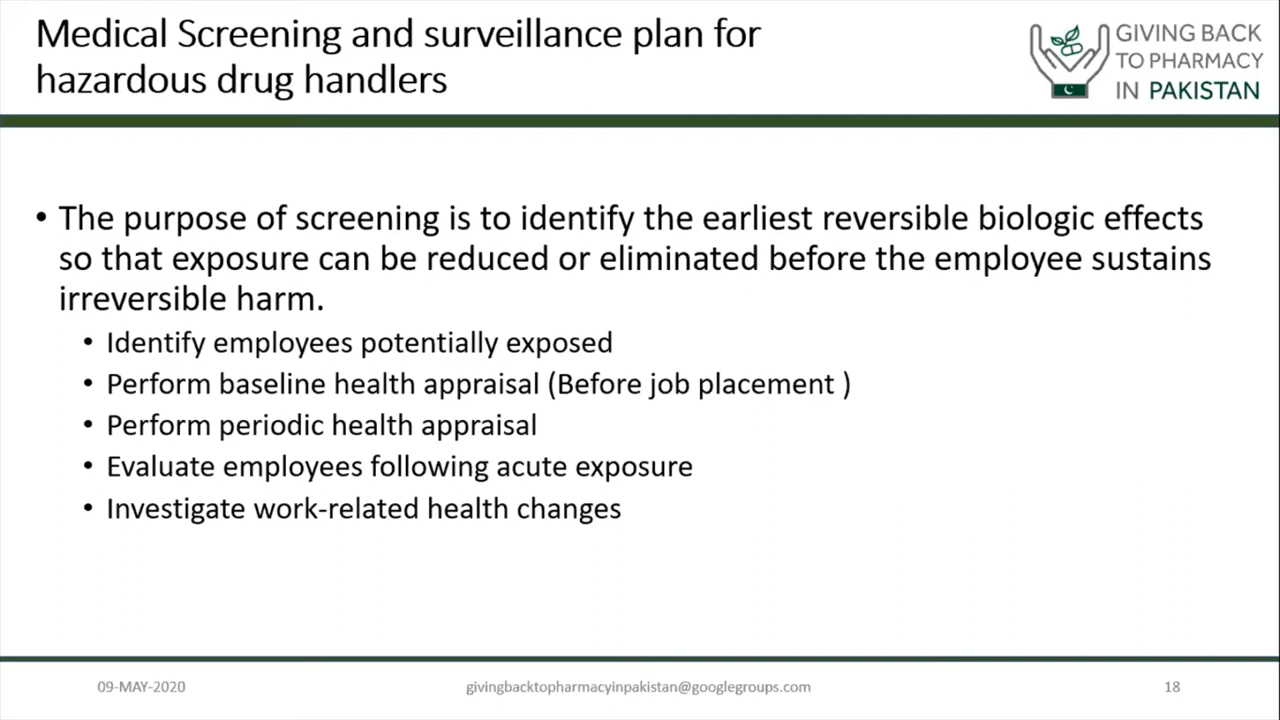 Medical Screening and surveillance plan for
hazardous drug handlers
GIVING BACK
TO PHARMACY
IN PAKISTAN
• The purpose of screening is to identify the earliest reversible biologic effects
so that exposure can be reduced or eliminated before the employee sustains
irreversible harm.
• Identify employees potentially exposed
• Perform baseline health appraisal (Before job placement )
• Perform periodic health appraisal
• Evaluate employees following acute exposure
• Investigate work-related health changes
09-MAY-2020
givingbacktopharmacyinpakistan@googlegroups.com
18